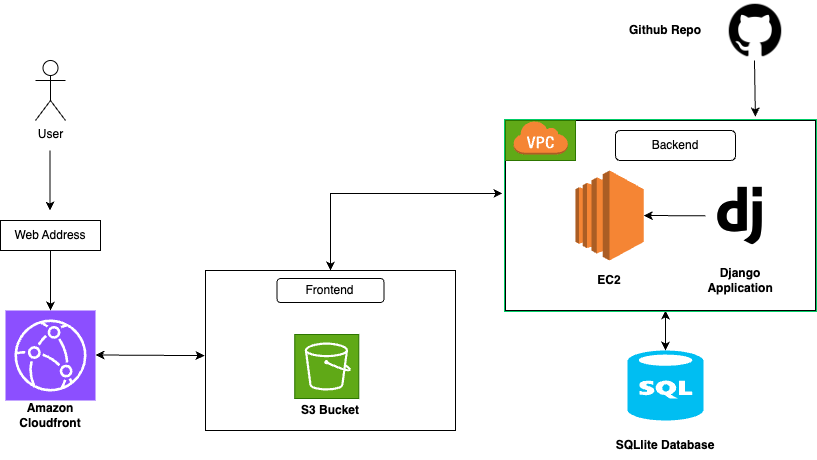 Github Repo
User
VPC
Backend
dj
Web Address
EC2
Django
Application
Frontend
Amazon
Cloudfront
S3 Bucket
SQL
SQLlite Database